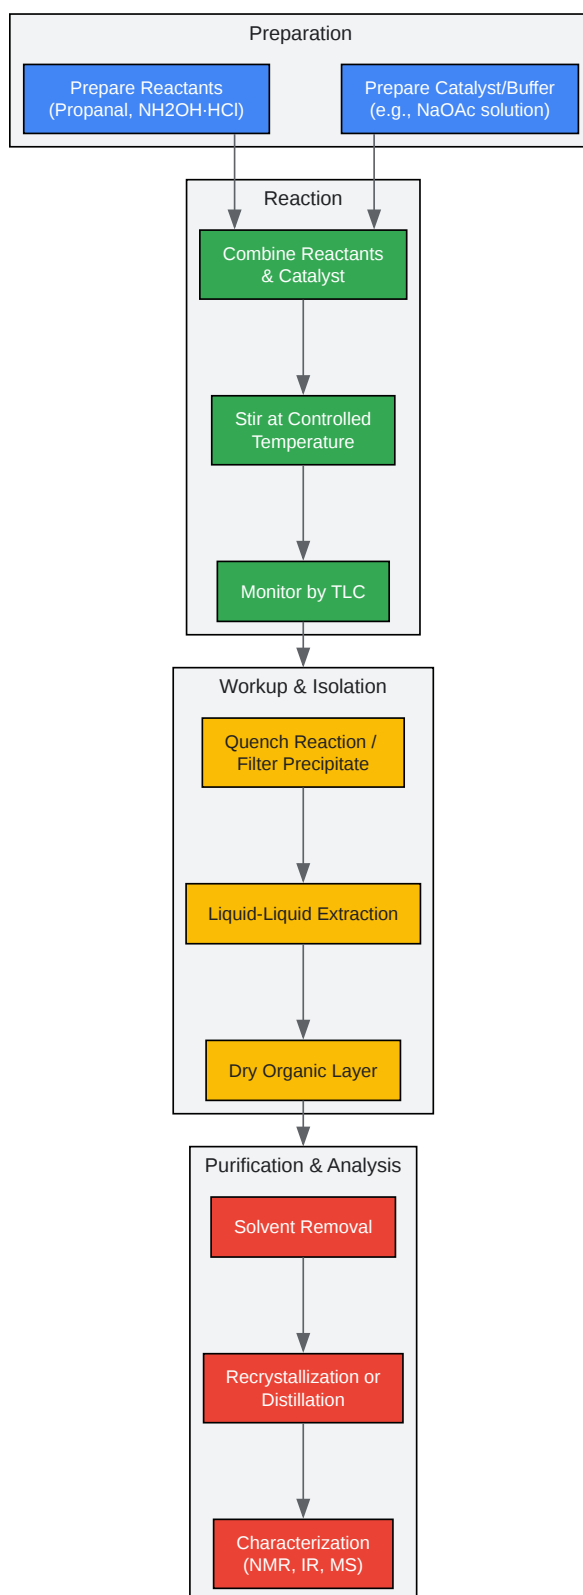 Preparation
Prepare Reactants
(Propanal, NH2OH·HCl)
Prepare Catalyst/Buffer
(e.g., NaOAc solution)
Reaction
Combine Reactants
& Catalyst
Stir at Controlled
Temperature
Monitor by TLC
Workup & Isolation
Quench Reaction /
Filter Precipitate
Liquid-Liquid Extraction
Dry Organic Layer
Purification & Analysis
Solvent Removal
Recrystallization or
Distillation
Characterization
(NMR, IR, MS)